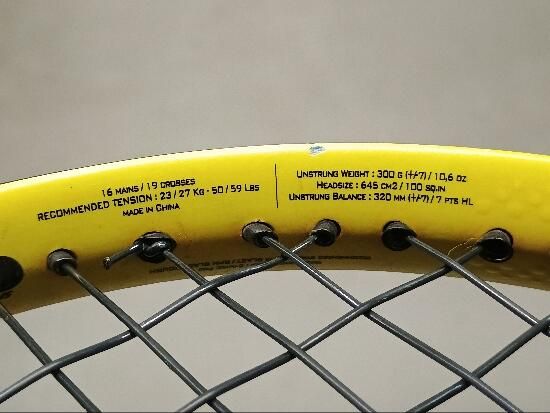 16 MAINS / 19 CROSSES
RECOMMENDED TENSION : 23 / 27 KG - 50 / 59 LBS
MADE IN CHINA
UNSTRUNG WEIGHT : 300 G (+/-7) / 10,6 OZ
HEADSIZE : 645 CM2 / 100 SQ.IN
UNSTRUNG BALANCE : 320 MM (+/-7) / 7 PTS HL